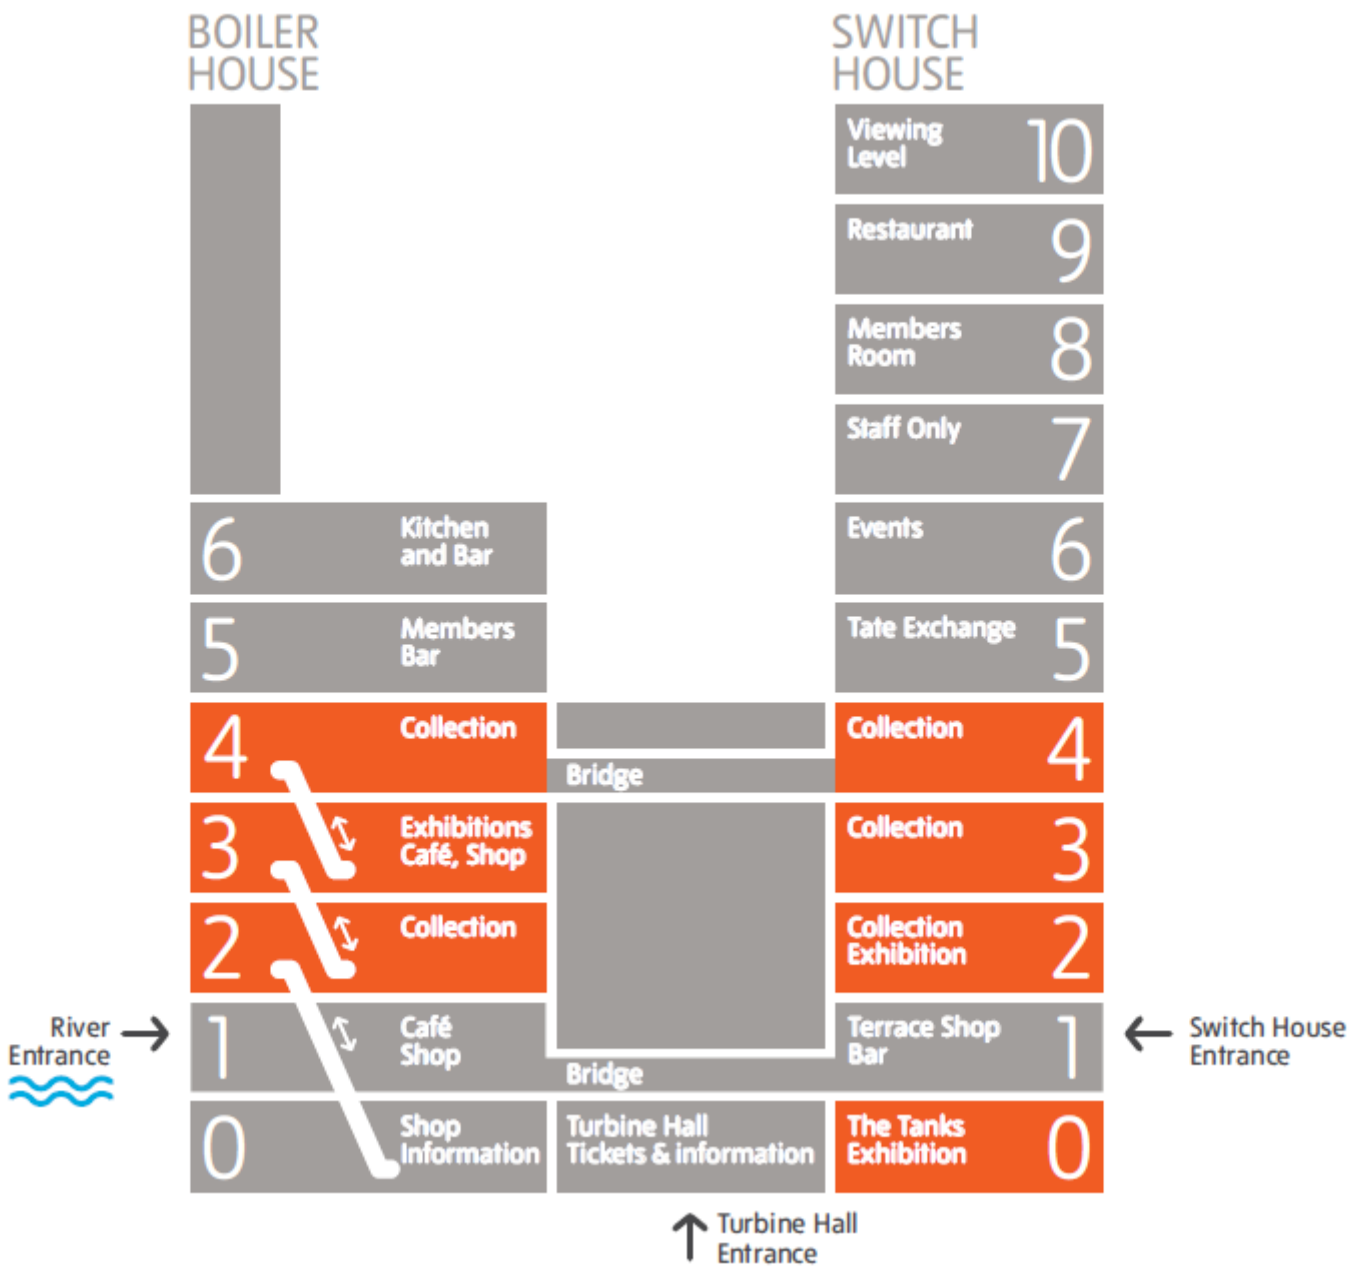 BOILER
HOUSE
SWITCH
HOUSE
Viewing
Level
10
Restaurant
9
Members
Room
8
Staff Only
7
6
Kitchen
and Bar
Events
6
5
Members
Bar
Tate Exchange
5
4
Collection
Bridge
Collection
4
3
Exhibitions
Café, Shop
Collection
3
2
Collection
Collection
Exhibition
2
River
Entrance
1
Café
Shop
Bridge
Terrace Shop
Bar
1
Switch House
Entrance
0
Shop
Information
Turbine Hall
Tickets & information
The Tanks
Exhibition
0
Turbine Hall
Entrance